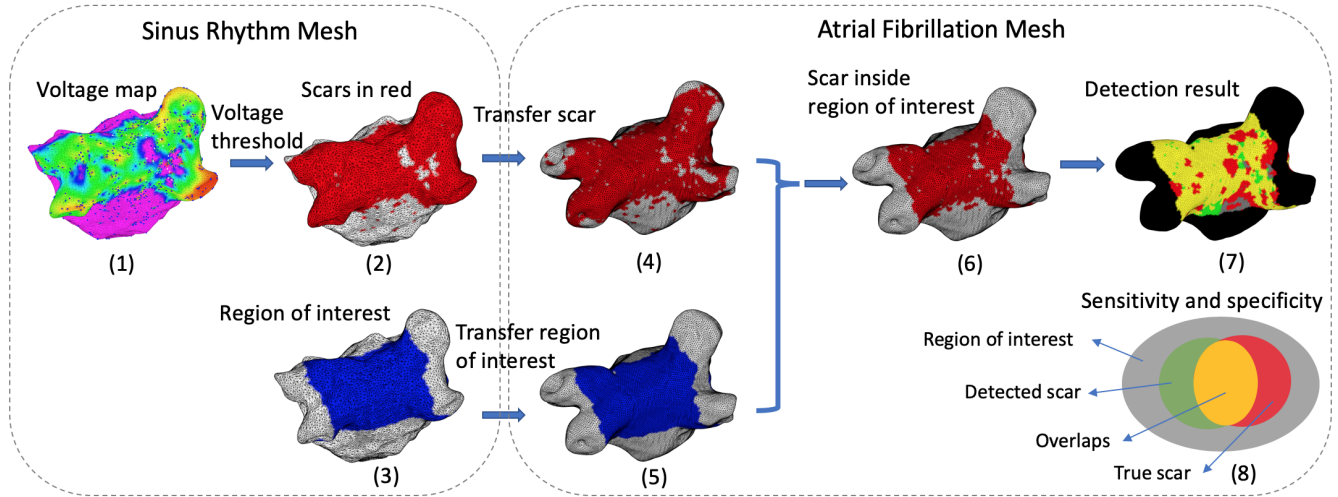 Sinus Rhythm Mesh
Atrial Fibrillation Mesh
Voltage map
Voltage
threshold
Scars in red
Transfer scar
Scar inside
region of interest
Detection result
(1)
(2)
(4)
(6)
(7)
Region of interest
Transfer region
of interest
(3)
(5)
Sensitivity and specificity
Region of interest
Detected scar
Overlaps
True scar
(8)